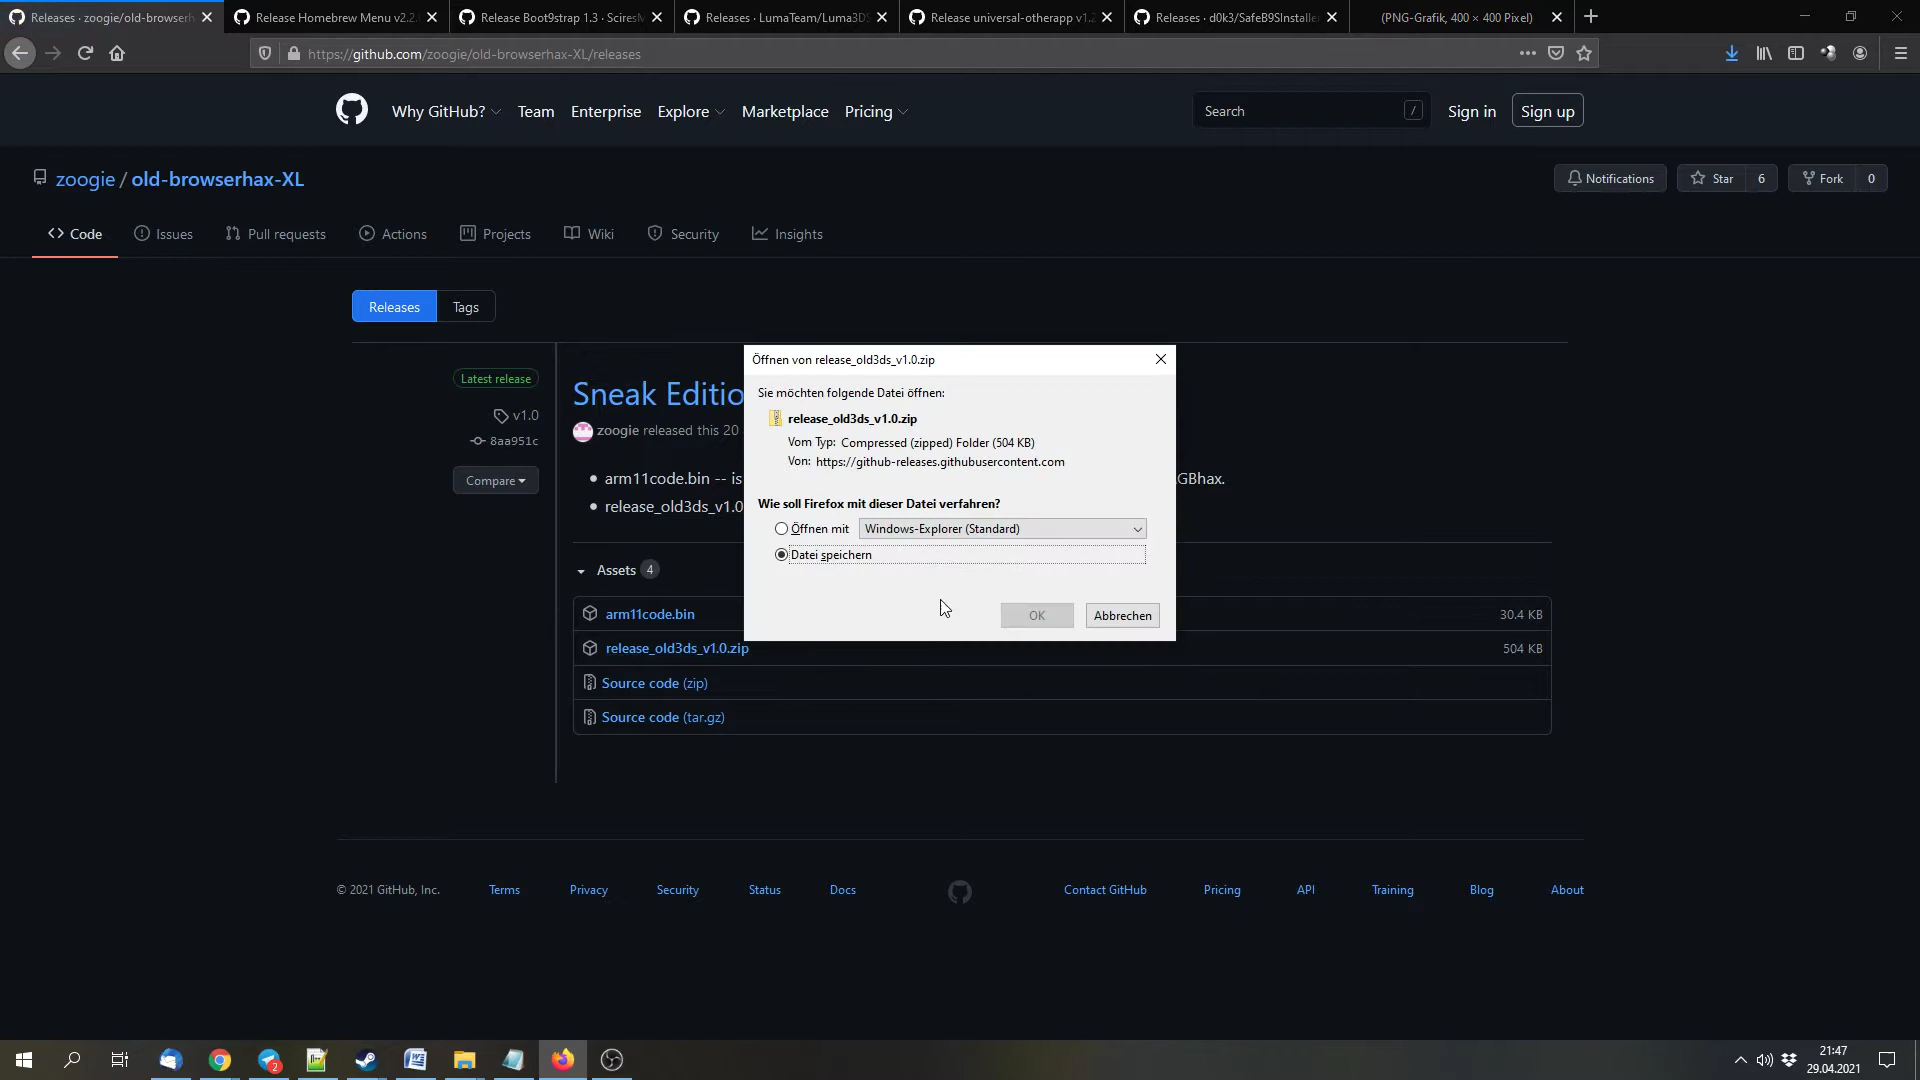 Releases · zoogie/old-browserh
Release Homebrew Menu v2.2.
Release Boot9strap 1.3 · Scires
Releases · LumaTeam/Luma3D
Release universal-otherapp v1.2
Releases · d0k3/SafeB9SInstalle
(PNG-Grafik, 400 × 400 Pixel)
https://github.com/zoogie/old-browserhax-XL/releases
Why GitHub?
Team
Enterprise
Explore
Marketplace
Pricing
Search
/
Sign in
Sign up
zoogie / old-browserhax-XL
Notifications
Star 6
Fork 0
Code
Issues
Pull requests
Actions
Projects
Wiki
Security
Insights
Releases
Tags
Latest release
v1.0
8aa951c
Compare
Sneak Editio
zoogie released this 20
arm11code.bin -- is
GBhax.
release_old3ds_v1.0
Öffnen von release_old3ds_v1.0.zip
Sie möchten folgende Datei öffnen:
release_old3ds_v1.0.zip
Vom Typ: Compressed (zipped) Folder (504 KB)
Von: https://github-releases.githubusercontent.com
Wie soll Firefox mit dieser Datei verfahren?
Öffnen mit Windows-Explorer (Standard)
Datei speichern
OK
Abbrechen
Assets 4
arm11code.bin 30.4 KB
release_old3ds_v1.0.zip 504 KB
Source code (zip)
Source code (tar.gz)
© 2021 GitHub, Inc.
Terms
Privacy
Security
Status
Docs
Contact GitHub
Pricing
API
Training
Blog
About
2
21:47
29.04.2021